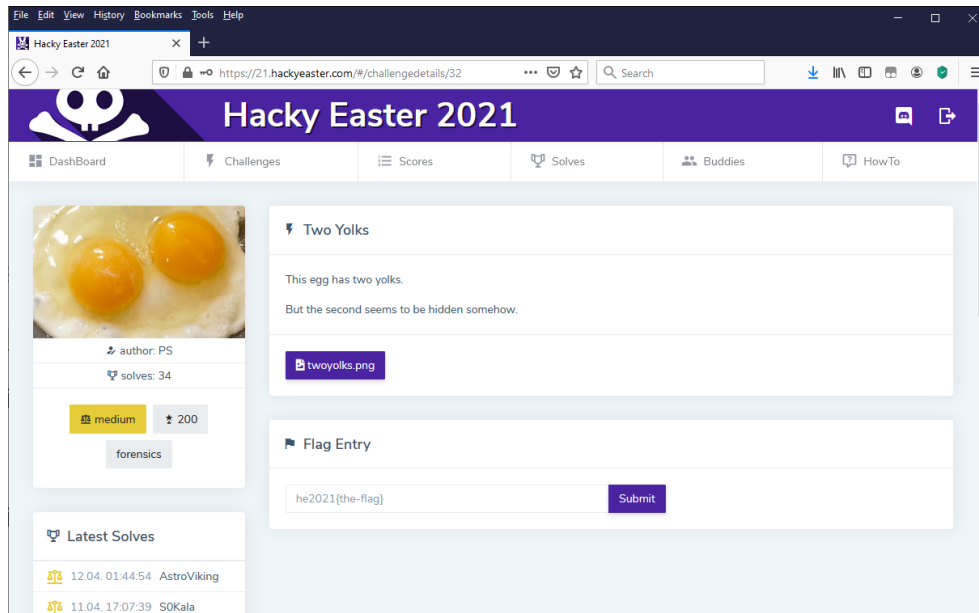 File Edit View History Bookmarks Tools Help
Hacky Easter 2021
https://21.hackyeaster.com/#/challengedetails/32
Search
Hacky Easter 2021
DashBoard Challenges Scores Solves Buddies HowTo
Two Yolks
This egg has two yolks.
But the second seems to be hidden somehow.
twoyolks.png
author: PS
solves: 34
medium 200
forensics
Flag Entry
he2021{the-flag}
Submit
Latest Solves
12.04. 01:44:54 AstroViking
11.04. 17:07:39 S0Kala